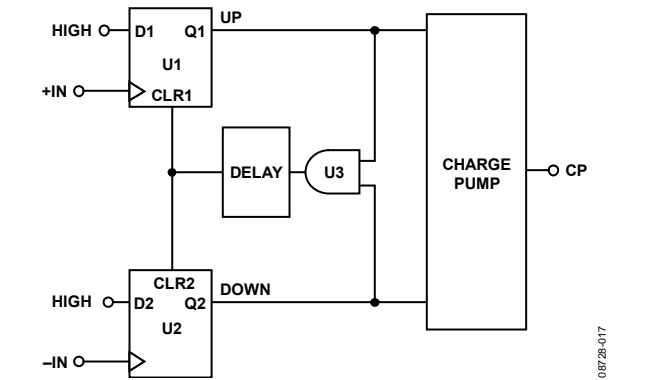 UP
HIGH
D1
Q1
U1
+IN
CLR1
DELAY
U3
CHARGE
PUMP
CP
CLR2
DOWN
HIGH
D2
Q2
U2
–IN
08728-017